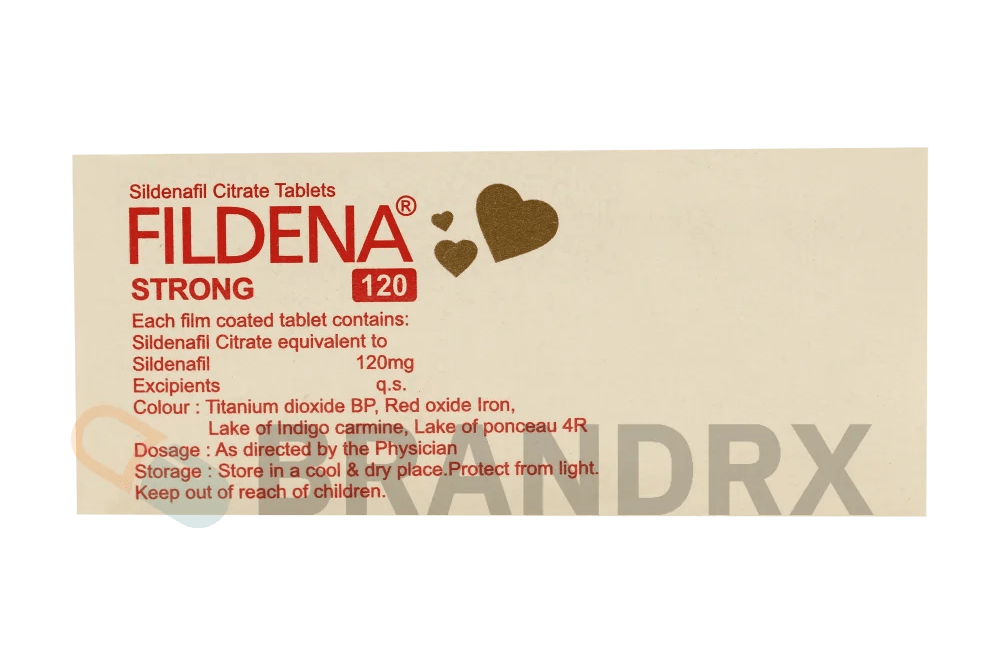 Sildenafil Citrate Tablets
FILDENA®
STRONG 120
Each film coated tablet contains:
Sildenafil Citrate equivalent to
Sildenafil 120mg
Excipients q.s.
Colour : Titanium dioxide BP, Red oxide Iron,
Lake of Indigo carmine, Lake of ponceau 4R
Dosage : As directed by the Physician
Storage : Store in a cool & dry place.Protect from light.
Keep out of reach of children.
BRANDRX